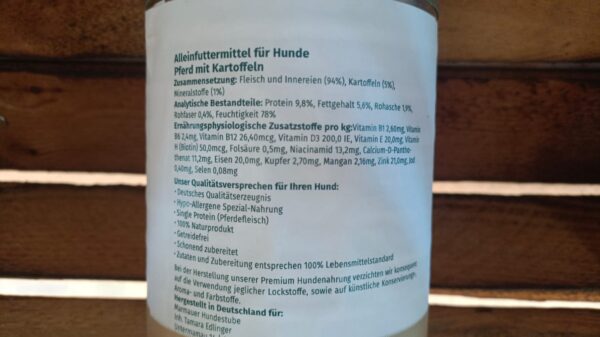 Alleinfuttermittel für Hunde
Pferd mit Kartoffeln
Zusammensetzung: Fleisch und Innereien (94%), Kartoffeln (5%),
Mineralstoffe (1%)
Analytische Bestandteile: Protein 9,8%, Fettgehalt 5,6%, Rohasche 1,9%,
Rohfaser 0,4%, Feuchtigkeit 78%
Ernährungsphysiologische Zusatzstoffe pro kg:Vitamin B1 2,60mg, Vitamin
B6 2,4mg, Vitamin B12 26,40mcg, Vitamin D3 200,0 IE, Vitamin E 20,0mg Vitamin
H (Biotin) 50,0mcg, Folsäure 0,5mg, Niacinamid 13,2mg, Calcium-D-Pantho-
thenat 11,2mg, Eisen 20,0mg, Kupfer 2,70mg, Mangan 2,16mg, Zink 21,0mg, Jod
0,40mg, Selen 0,08mg
Unser Qualitätsversprechen für Ihren Hund:
• Deutsches Qualitätserzeugnis
• Hypo-Allergene Spezial-Nahrung
• Single Protein (Pferdefleisch)
• 100% Naturprodukt
• Getreidefrei
• Schonend zubereitet
• Zutaten und Zubereitung entsprechen 100% Lebensmittelstandard
Bei der Herstellung unserer Premium Hundenahrung verzichten wir konsequent
auf die Verwendung jeglicher Lockstoffe, sowie auf künstliche Konservierungs-,
Aroma- und Farbstoffe.
Hergestellt in Deutschland für:
Marmauer Hundestube
Inh. Tamara Edlinger